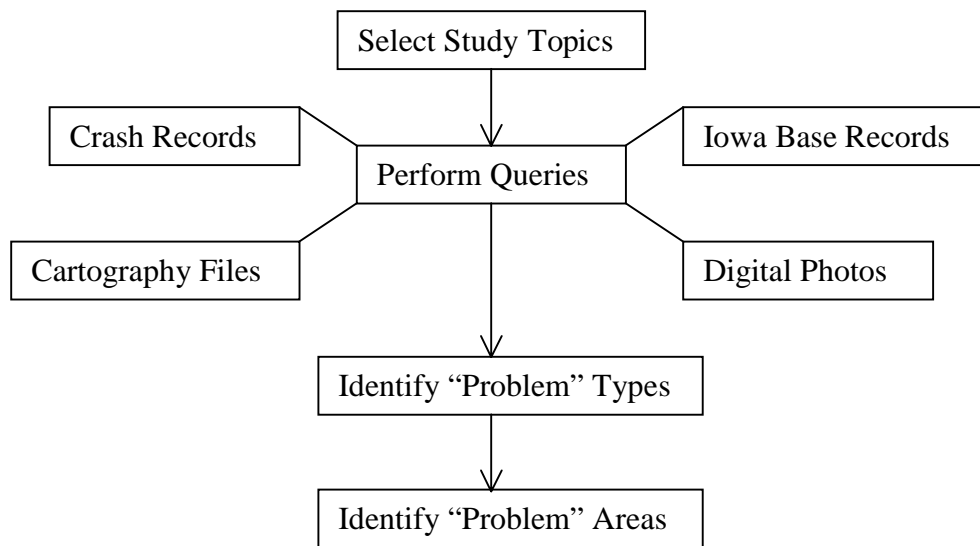 Select Study Topics
Crash Records
Iowa Base Records
Perform Queries
Cartography Files
Digital Photos
Identify “Problem” Types
Identify “Problem” Areas